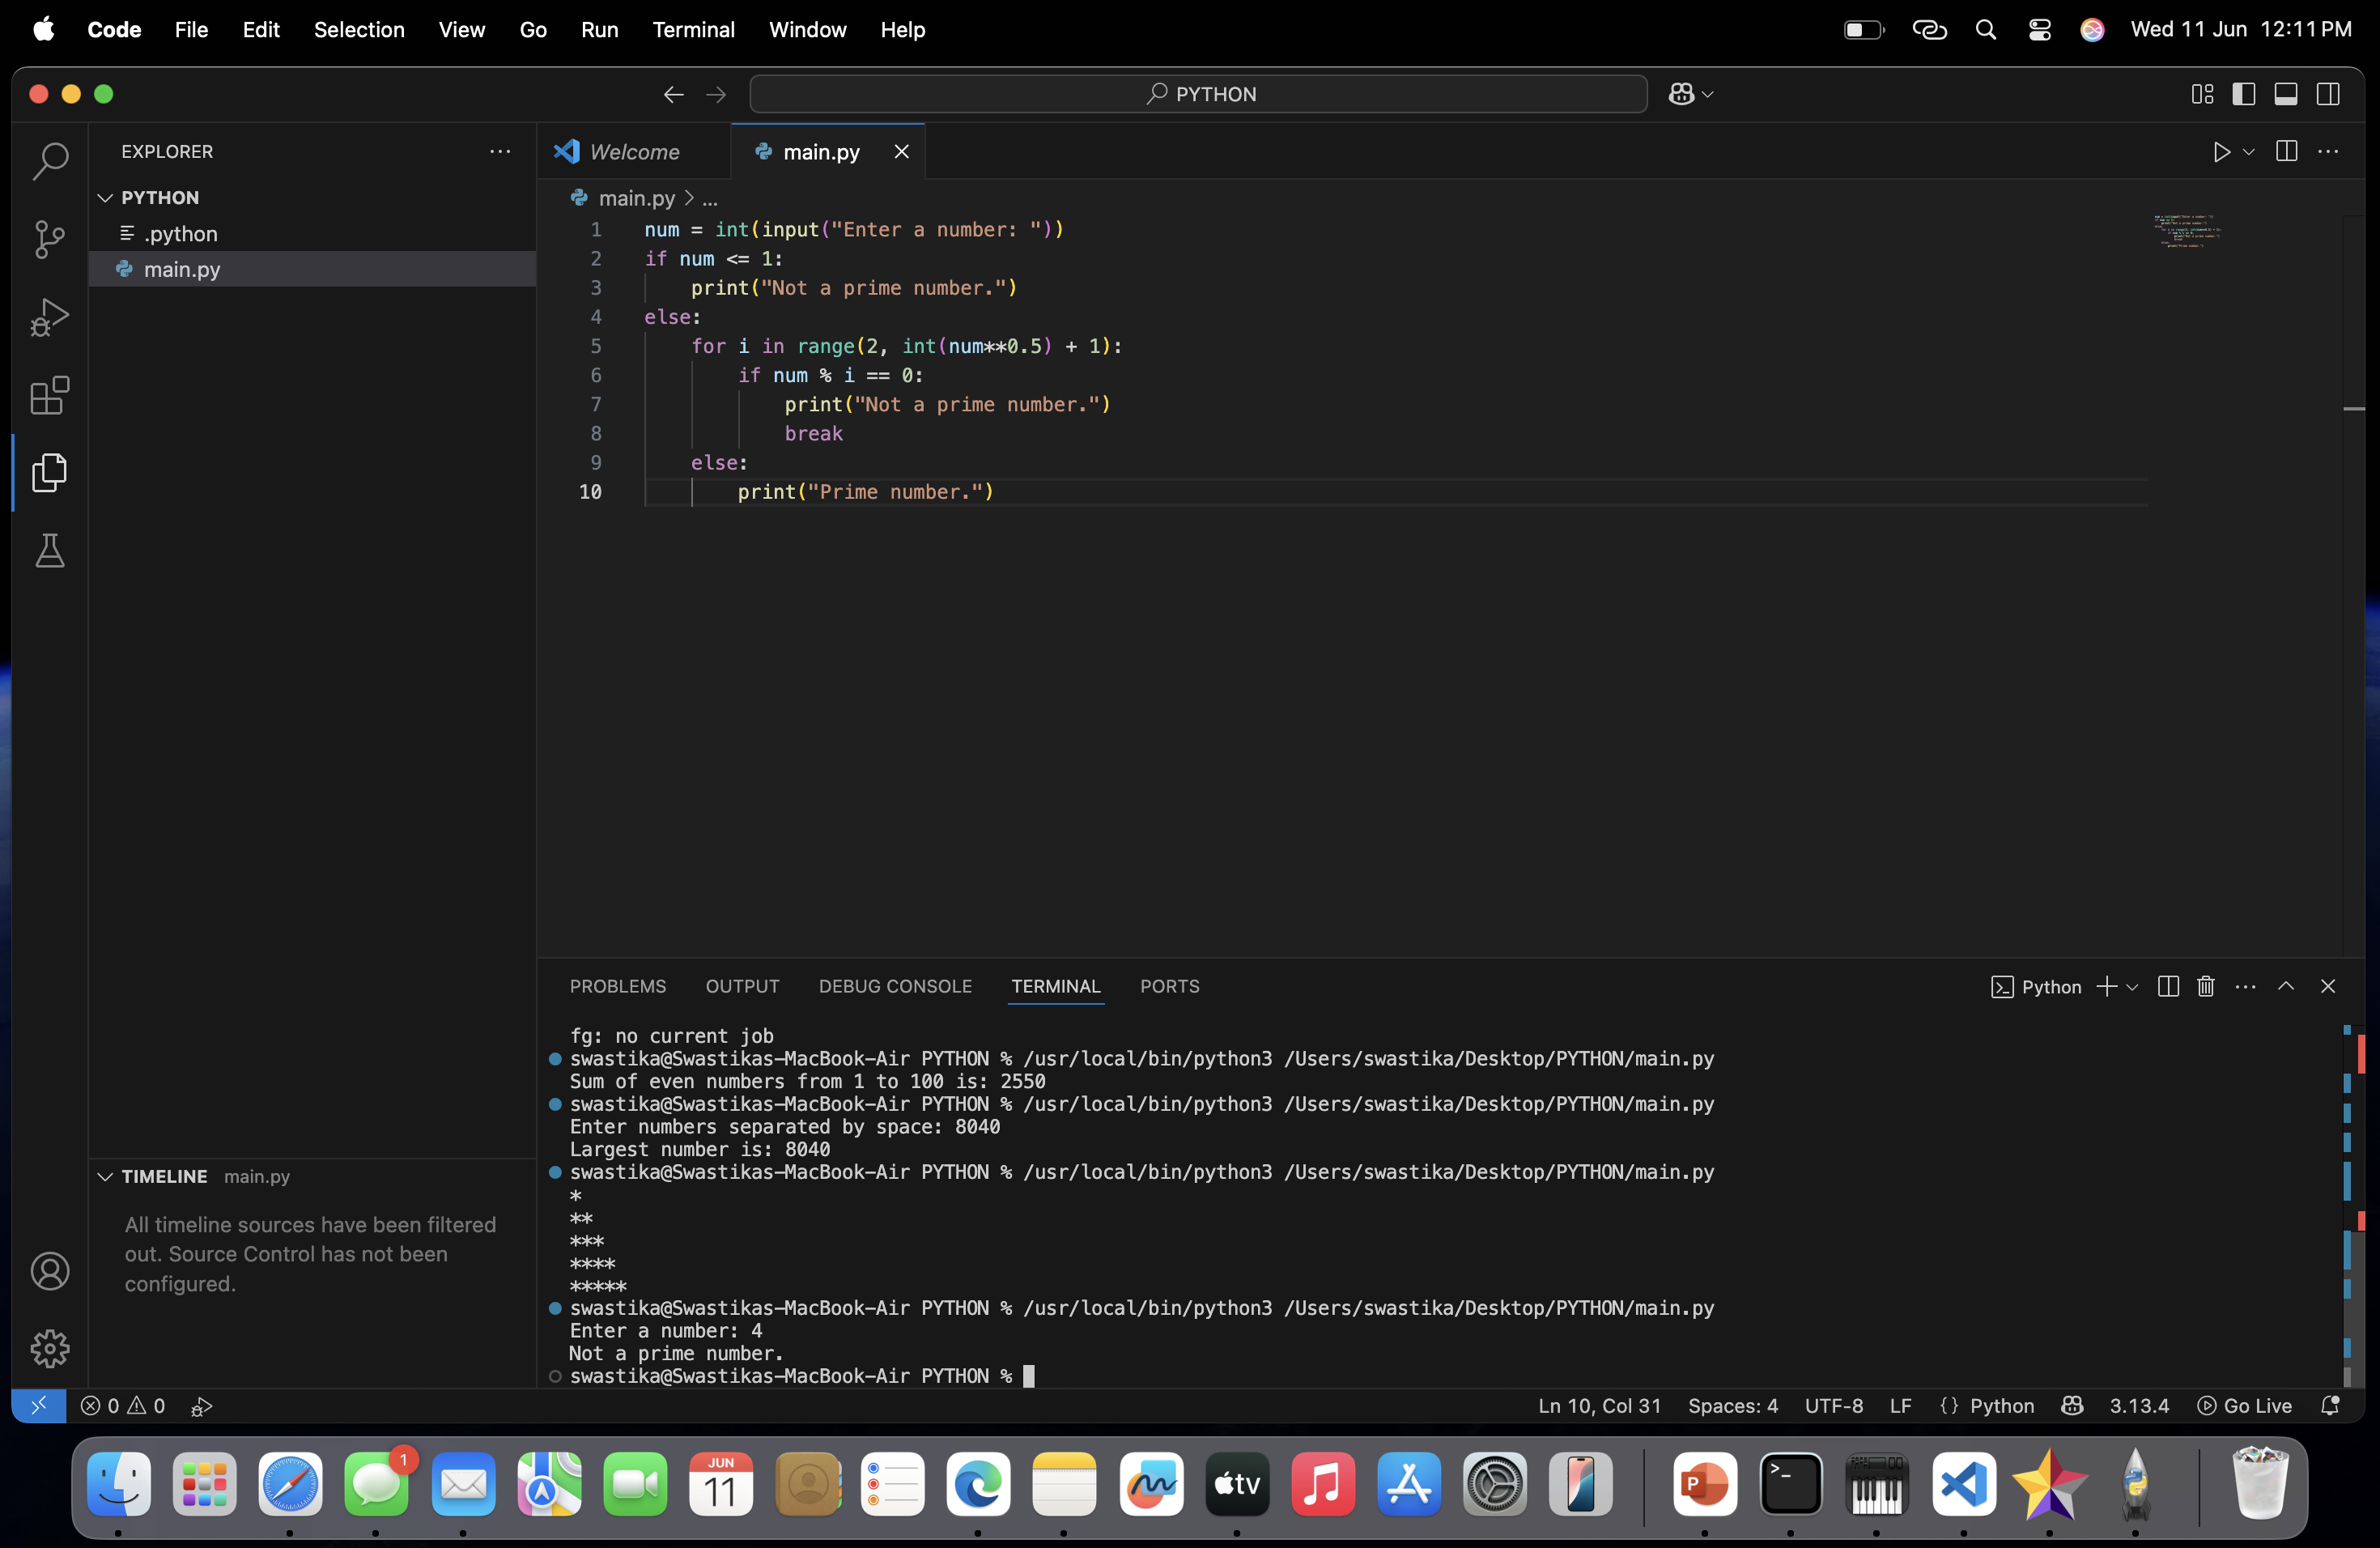 Code File Edit Selection View Go Run Terminal Window Help Wed 11 Jun 12:11 PM
PYTHON
EXPLORER
PYTHON
.python
main.py
Welcome
main.py
main.py > ...
1 num = int(input("Enter a number: "))
2 if num <= 1:
3     print("Not a prime number.")
4 else:
5     for i in range(2, int(num**0.5) + 1):
6         if num % i == 0:
7             print("Not a prime number.")
8             break
9     else:
10         print("Prime number.")
PROBLEMS OUTPUT DEBUG CONSOLE TERMINAL PORTS
Python
fg: no current job
swastika@Swastikas-MacBook-Air PYTHON % /usr/local/bin/python3 /Users/swastika/Desktop/PYTHON/main.py
Sum of even numbers from 1 to 100 is: 2550
swastika@Swastikas-MacBook-Air PYTHON % /usr/local/bin/python3 /Users/swastika/Desktop/PYTHON/main.py
Enter numbers separated by space: 8040
Largest number is: 8040
swastika@Swastikas-MacBook-Air PYTHON % /usr/local/bin/python3 /Users/swastika/Desktop/PYTHON/main.py
*
**
***
****
*****
swastika@Swastikas-MacBook-Air PYTHON % /usr/local/bin/python3 /Users/swastika/Desktop/PYTHON/main.py
Enter a number: 4
Not a prime number.
swastika@Swastikas-MacBook-Air PYTHON %
TIMELINE main.py
All timeline sources have been filtered
out. Source Control has not been
configured.
0 0
Ln 10, Col 31 Spaces: 4 UTF-8 LF {} Python 3.13.4 Go Live
1
JUN
11
tv
P
>_